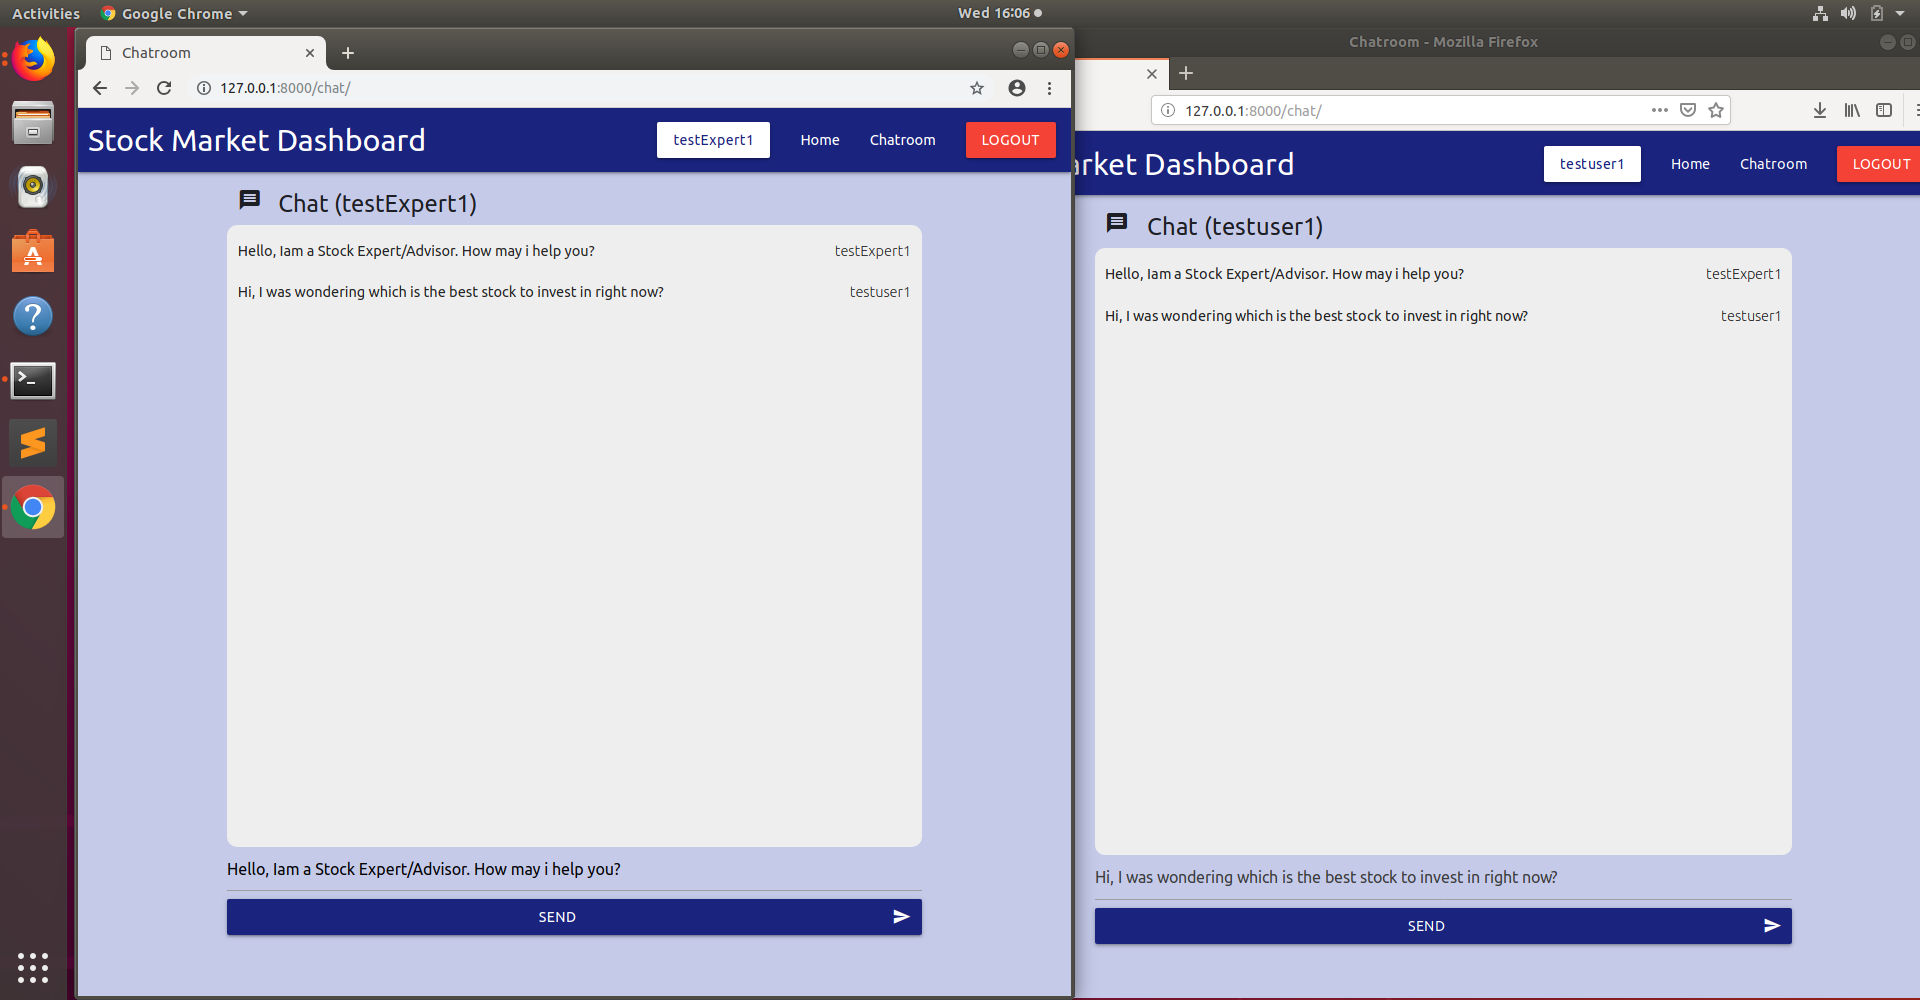 Activities Google Chrome Wed 16:06
Chatroom
127.0.0.1:8000/chat/
Stock Market Dashboard testExpert1 Home Chatroom LOGOUT
Chat (testExpert1)
Hello, Iam a Stock Expert/Advisor. How may i help you? testExpert1
Hi, I was wondering which is the best stock to invest in right now? testuser1
Hello, Iam a Stock Expert/Advisor. How may i help you?
SEND
Chatroom - Mozilla Firefox
127.0.0.1:8000/chat/
arket Dashboard testuser1 Home Chatroom LOGOUT
Chat (testuser1)
Hello, Iam a Stock Expert/Advisor. How may i help you? testExpert1
Hi, I was wondering which is the best stock to invest in right now? testuser1
Hi, I was wondering which is the best stock to invest in right now?
SEND